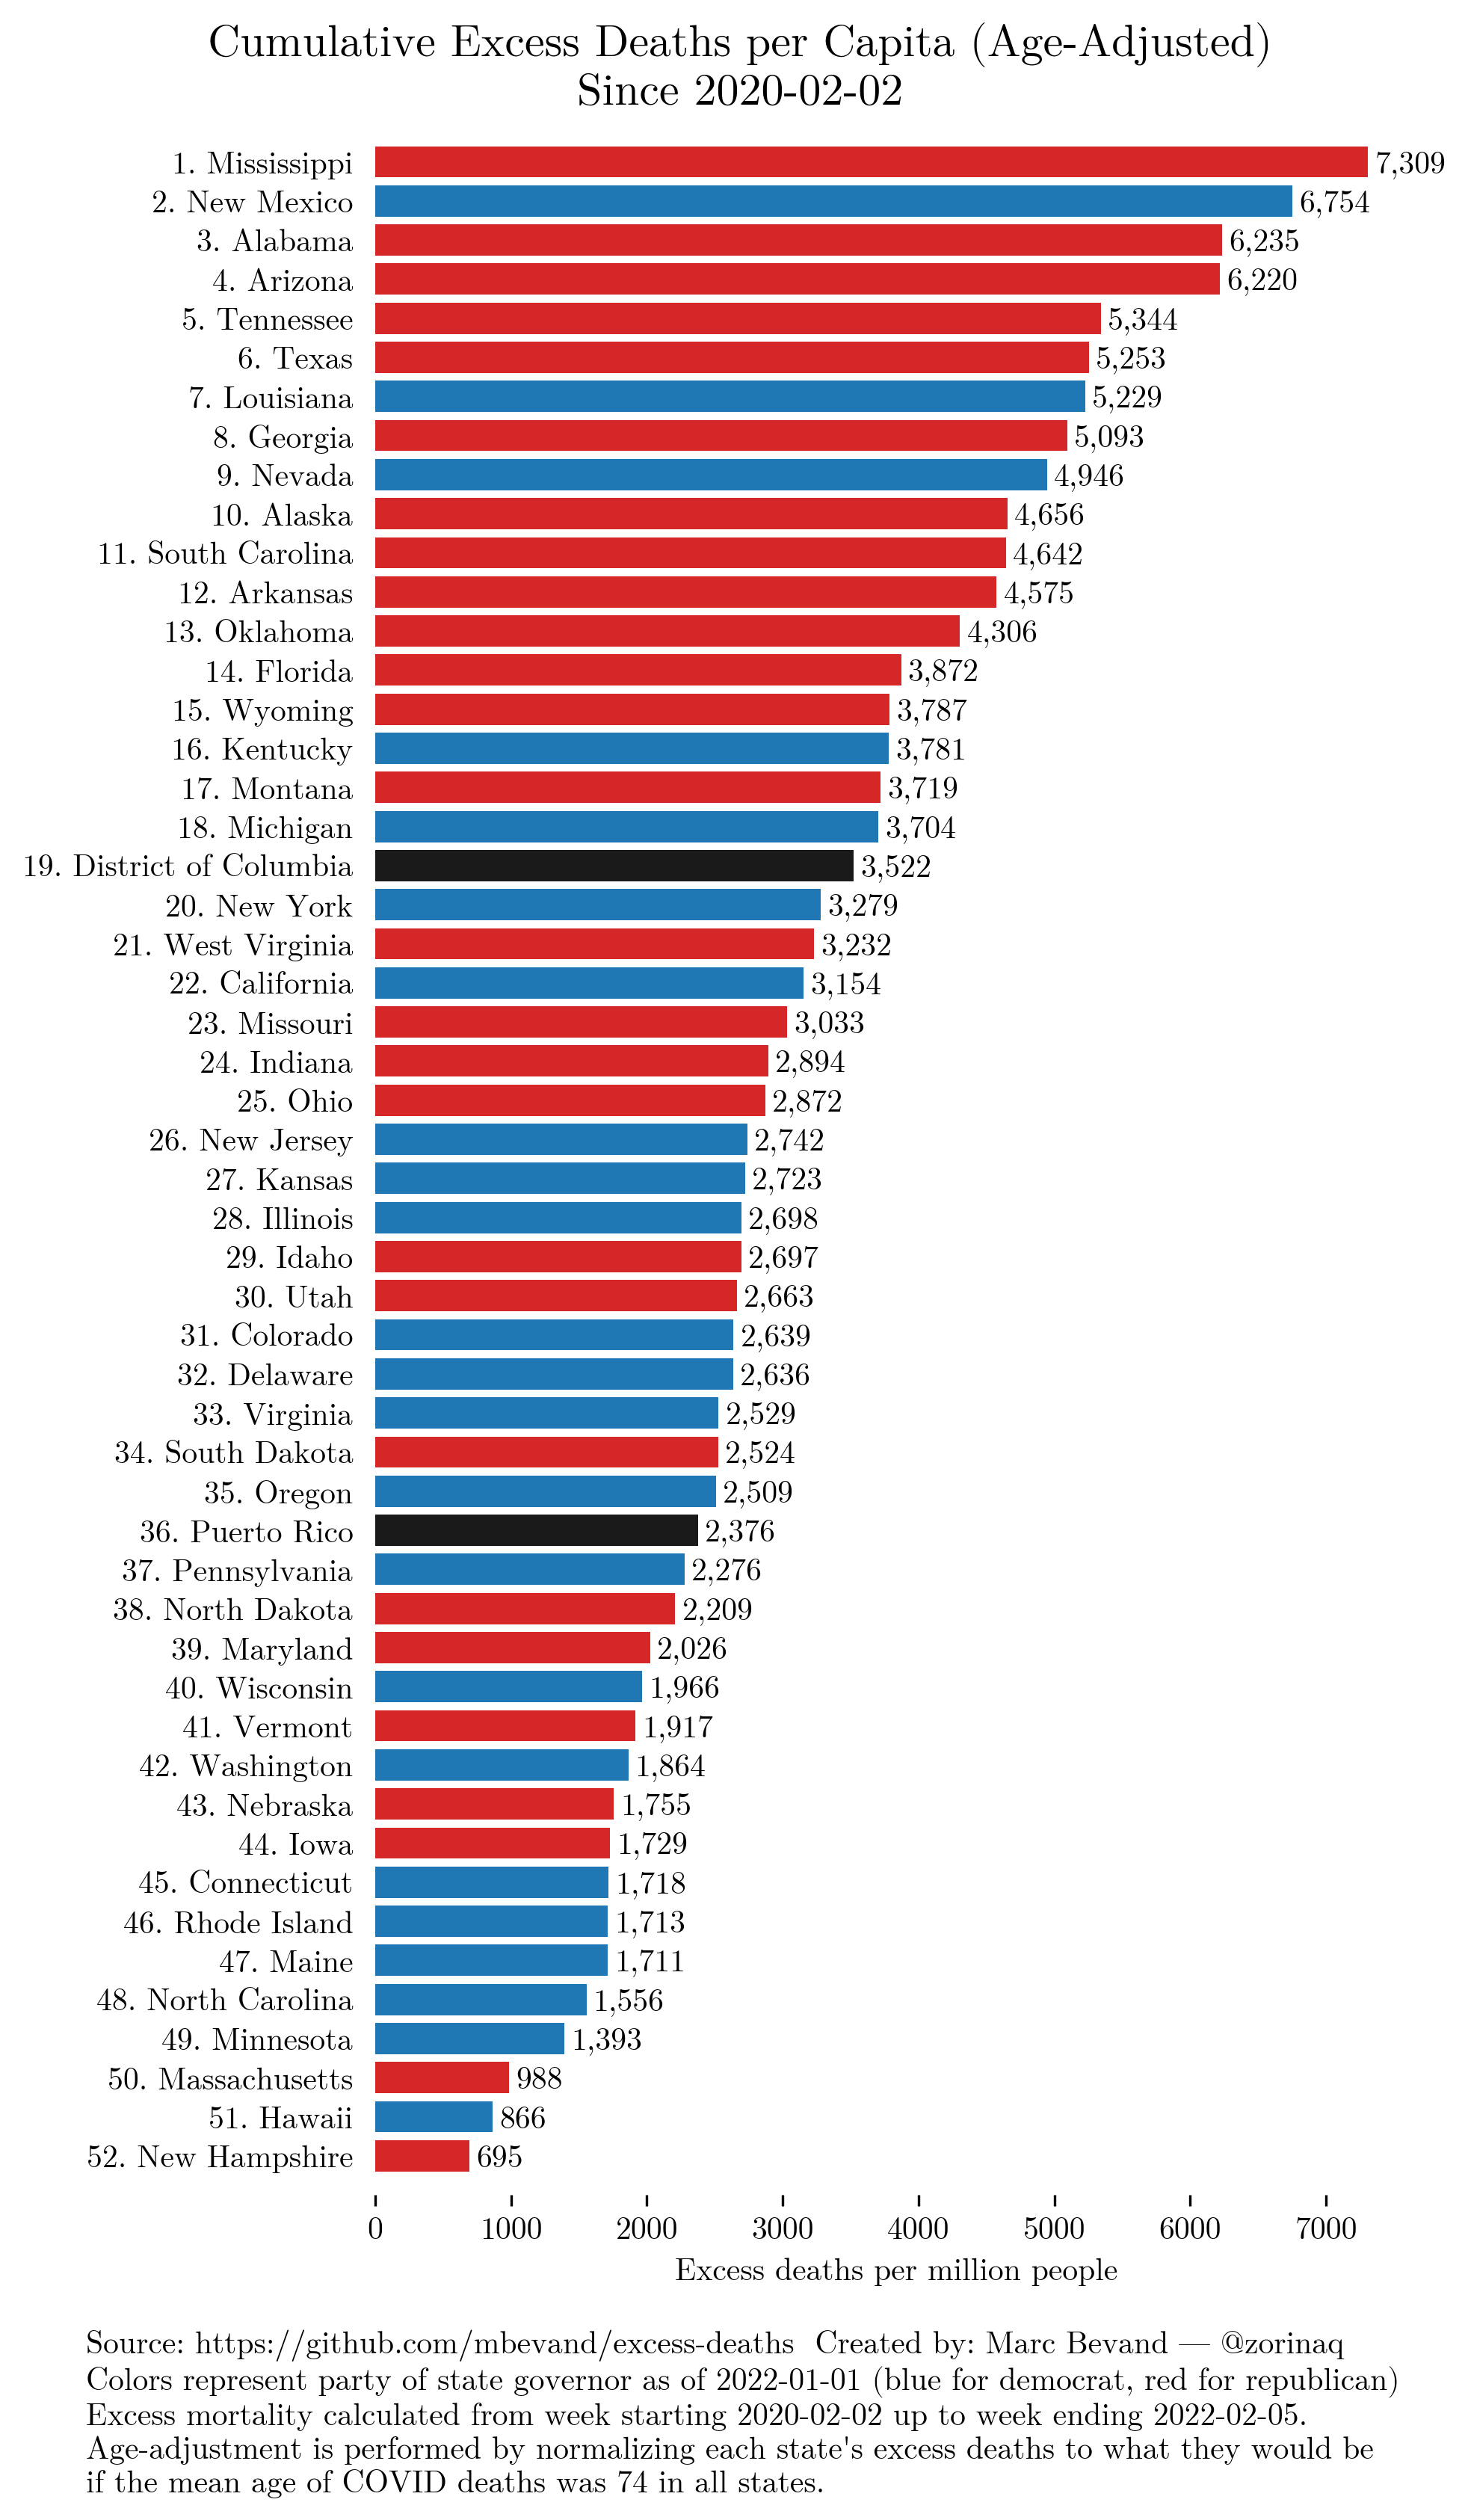 Cumulative Excess Deaths per Capita (Age-Adjusted)
Since 2020-02-02
1. Mississippi 7,309
2. New Mexico 6,754
3. Alabama 6,235
4. Arizona 6,220
5. Tennessee 5,344
6. Texas 5,253
7. Louisiana 5,229
8. Georgia 5,093
9. Nevada 4,946
10. Alaska 4,656
11. South Carolina 4,642
12. Arkansas 4,575
13. Oklahoma 4,306
14. Florida 3,872
15. Wyoming 3,787
16. Kentucky 3,781
17. Montana 3,719
18. Michigan 3,704
19. District of Columbia 3,522
20. New York 3,279
21. West Virginia 3,232
22. California 3,154
23. Missouri 3,033
24. Indiana 2,894
25. Ohio 2,872
26. New Jersey 2,742
27. Kansas 2,723
28. Illinois 2,698
29. Idaho 2,697
30. Utah 2,663
31. Colorado 2,639
32. Delaware 2,636
33. Virginia 2,529
34. South Dakota 2,524
35. Oregon 2,509
36. Puerto Rico 2,376
37. Pennsylvania 2,276
38. North Dakota 2,209
39. Maryland 2,026
40. Wisconsin 1,966
41. Vermont 1,917
42. Washington 1,864
43. Nebraska 1,755
44. Iowa 1,729
45. Connecticut 1,718
46. Rhode Island 1,713
47. Maine 1,711
48. North Carolina 1,556
49. Minnesota 1,393
50. Massachusetts 988
51. Hawaii 866
52. New Hampshire 695
0 1000 2000 3000 4000 5000 6000 7000
Excess deaths per million people
Source: https://github.com/mbevand/excess-deaths Created by: Marc Bevand — @zorinaq
Colors represent party of state governor as of 2022-01-01 (blue for democrat, red for republican)
Excess mortality calculated from week starting 2020-02-02 up to week ending 2022-02-05.
Age-adjustment is performed by normalizing each state's excess deaths to what they would be
if the mean age of COVID deaths was 74 in all states.